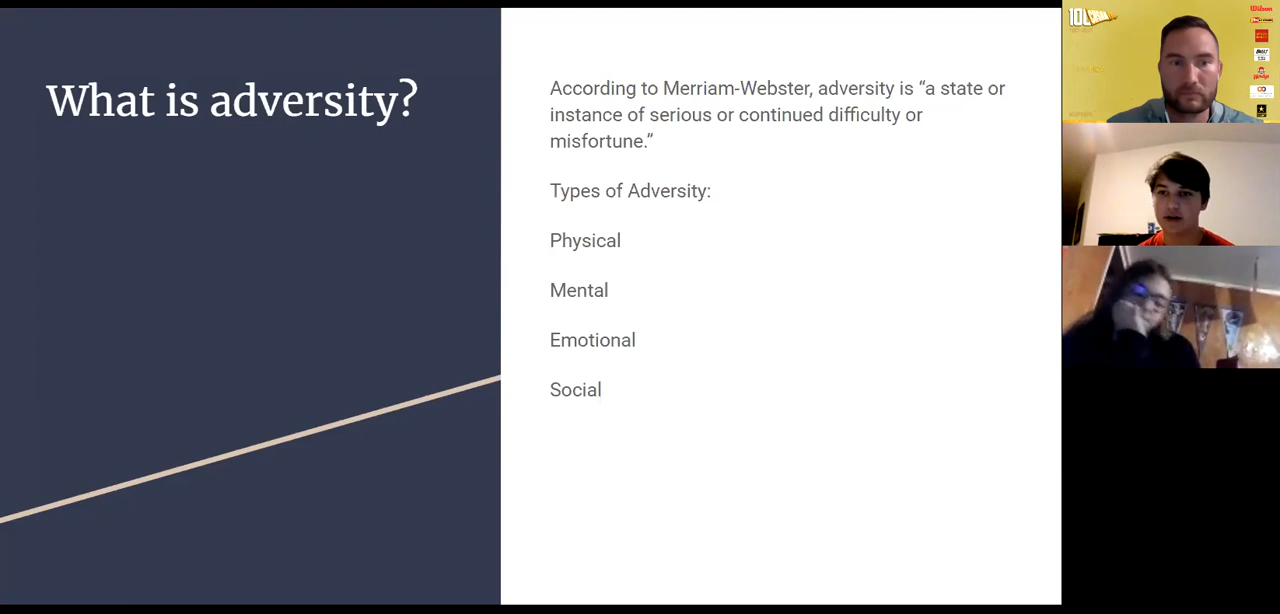 What is adversity?
According to Merriam-Webster, adversity is “a state or
instance of serious or continued difficulty or
misfortune.”
Types of Adversity:
Physical
Mental
Emotional
Social
Wilson